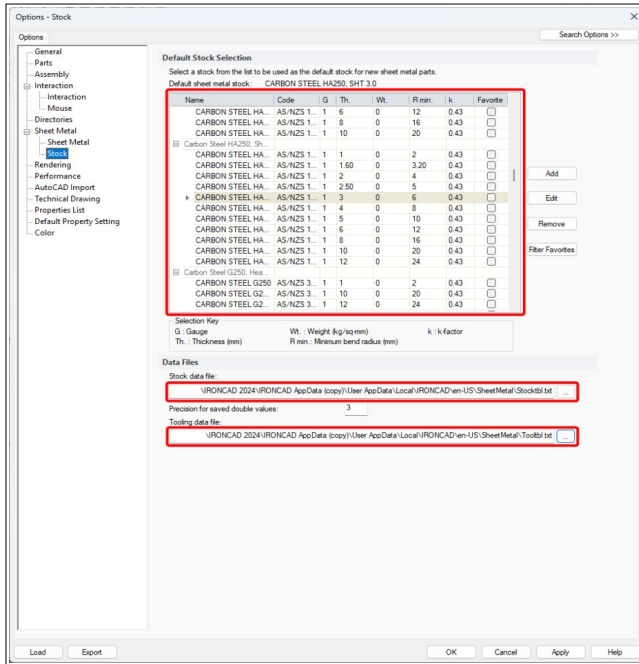 Options - Stock
Options
Search Options >>
General
Parts
Assembly
Interaction
Interaction
Mouse
Directories
Sheet Metal
Sheet Metal
Stock
Rendering
Performance
AutoCAD Import
Technical Drawing
Properties List
Default Property Setting
Color
Default Stock Selection
Select a stock from the list to be used as the default stock for new sheet metal parts.
Default sheet metal stock: CARBON STEEL HA250, SHT 3.0
Name Code G Th. Wt. R min. k Favorite
CARBON STEEL HA... AS/NZS 1... 1 6 0 12 0.43
CARBON STEEL HA... AS/NZS 1... 1 8 0 16 0.43
CARBON STEEL HA... AS/NZS 1... 1 10 0 20 0.43
Carbon Steel HA250, Sh...
CARBON STEEL HA... AS/NZS 1... 1 1 0 2 0.43
CARBON STEEL HA... AS/NZS 1... 1 1.60 0 3.20 0.43
CARBON STEEL HA... AS/NZS 1... 1 2 0 4 0.43
CARBON STEEL HA... AS/NZS 1... 1 2.50 0 5 0.43
CARBON STEEL HA... AS/NZS 1... 1 3 0 6 0.43
CARBON STEEL HA... AS/NZS 1... 1 4 0 8 0.43
CARBON STEEL HA... AS/NZS 1... 1 5 0 10 0.43
CARBON STEEL HA... AS/NZS 1... 1 6 0 12 0.43
CARBON STEEL HA... AS/NZS 1... 1 8 0 16 0.43
CARBON STEEL HA... AS/NZS 1... 1 10 0 20 0.43
CARBON STEEL HA... AS/NZS 1... 1 12 0 24 0.43
Carbon Steel G250, Hea...
CARBON STEEL G250 AS/NZS 3... 1 1 0 2 0.43
CARBON STEEL G2... AS/NZS 3... 1 10 0 20 0.43
CARBON STEEL G2... AS/NZS 3... 1 12 0 24 0.43
Add
Edit
Remove
Filter Favorites
Selection Key
G : Gauge Wt. : Weight (kg/sq-mm) k : k-factor
Th. : Thickness (mm) R min.: Minimum bend radius (mm)
Data Files
Stock data file:
\IRONCAD 2024\IRONCAD AppData (copy)\User AppData\Local\IRONCAD\en-US\SheetMetal\Stocktbl.txt ...
Precision for saved double values: 3
Tooling data file:
\IRONCAD 2024\IRONCAD AppData (copy)\User AppData\Local\IRONCAD\en-US\SheetMetal\Tooltbl.txt ...
Load Export OK Cancel Apply Help